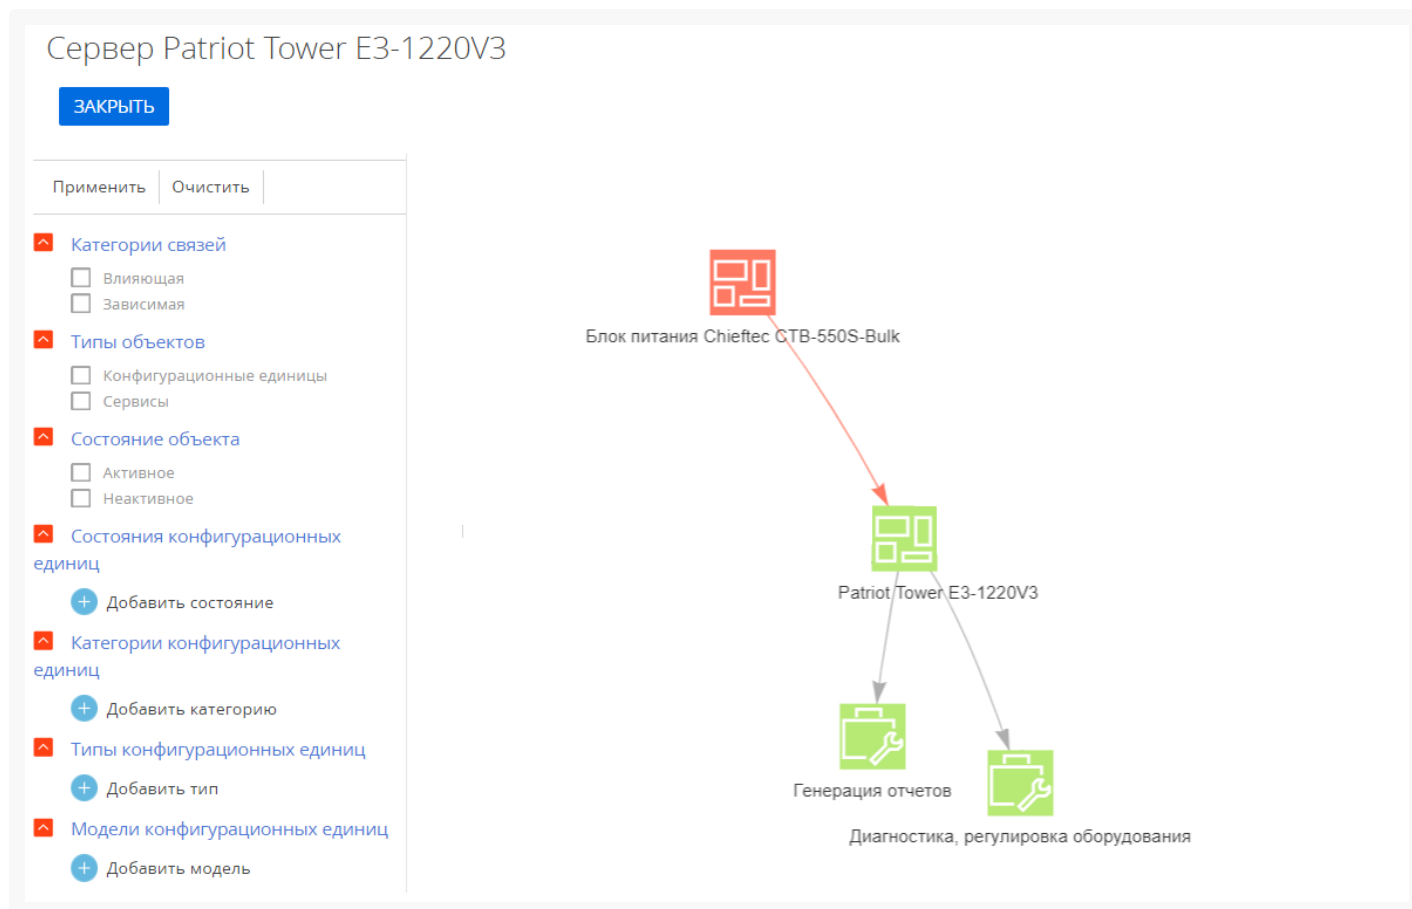 Сервер Patriot Tower E3-1220V3
ЗАКРЫТЬ
Применить
Очистить
Категории связей
Влияющая
Зависимая
Типы объектов
Конфигурационные единицы
Сервисы
Состояние объекта
Активное
Неактивное
Состояния конфигурационных
единиц
Добавить состояние
Категории конфигурационных
единиц
Добавить категорию
Типы конфигурационных единиц
Добавить тип
Модели конфигурационных единиц
Добавить модель
Блок питания Chieftec CTB-550S-Bulk
Patriot Tower E3-1220V3
Генерация отчетов
Диагностика, регулировка оборудования